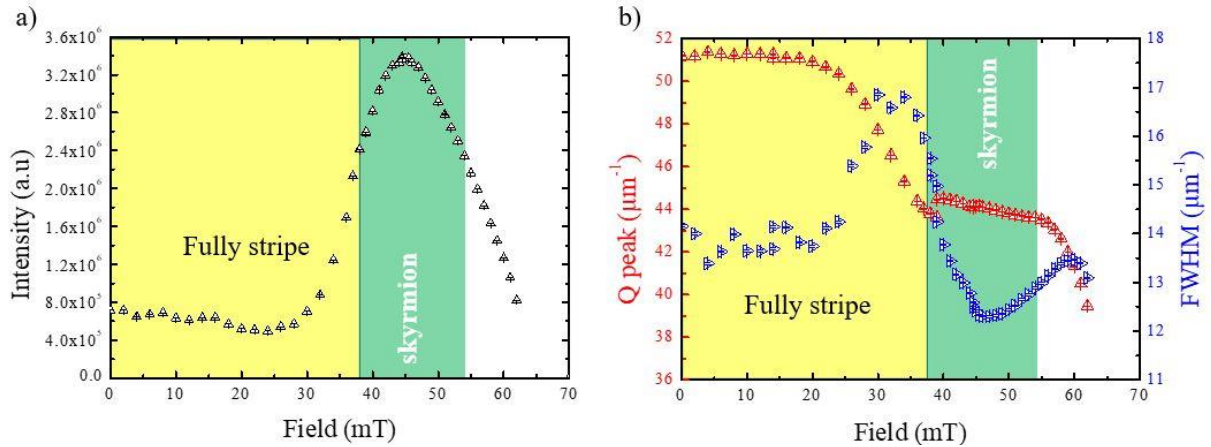 a)
Intensity (a.u)
3.6x10⁶
3.2x10⁶
2.8x10⁶
2.4x10⁶
2.0x10⁶
1.6x10⁶
1.2x10⁶
8.0x10⁵
4.0x10⁵
0.0
Fully stripe
skyrmion
0 10 20 30 40 50 60 70
Field (mT)
b)
Q peak (μm⁻¹)
52
50
48
46
44
42
40
38
36
Fully stripe
skyrmion
18
17
16
15
14
13
12
11
FWHM (μm⁻¹)
0 10 20 30 40 50 60 70
Field (mT)